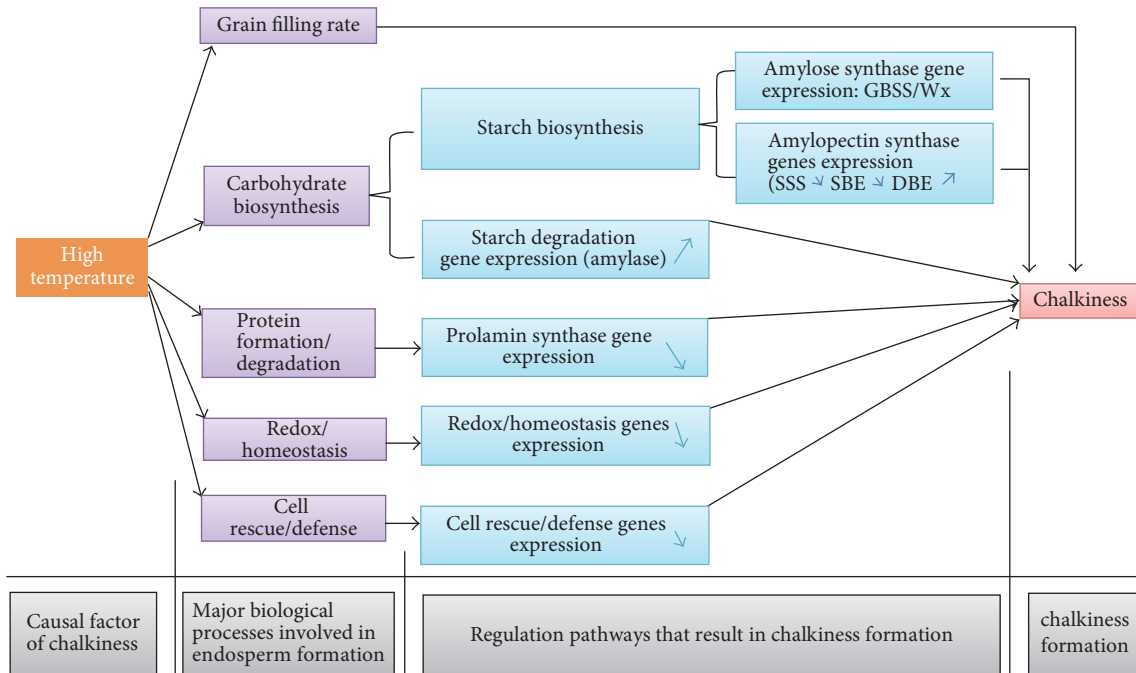 Grain filling rate
High
temperature
Carbohydrate
biosynthesis
Protein
formation/
degradation
Redox/
homeostasis
Cell
rescue/defense
Starch biosynthesis
Amylose synthase gene
expression: GBSS/Wx
Amylopectin synthase
genes expression
(SSS ↘ SBE ↘ DBE ↗
Starch degradation
gene expression (amylase) ↗
Prolamin synthase gene
expression ↘
Redox/homeostasis genes
expression ↘
Cell rescue/defense genes
expression ↘
Chalkiness
Causal factor
of chalkiness
Major biological
processes involved in
endosperm formation
Regulation pathways that result in chalkiness formation
chalkiness
formation